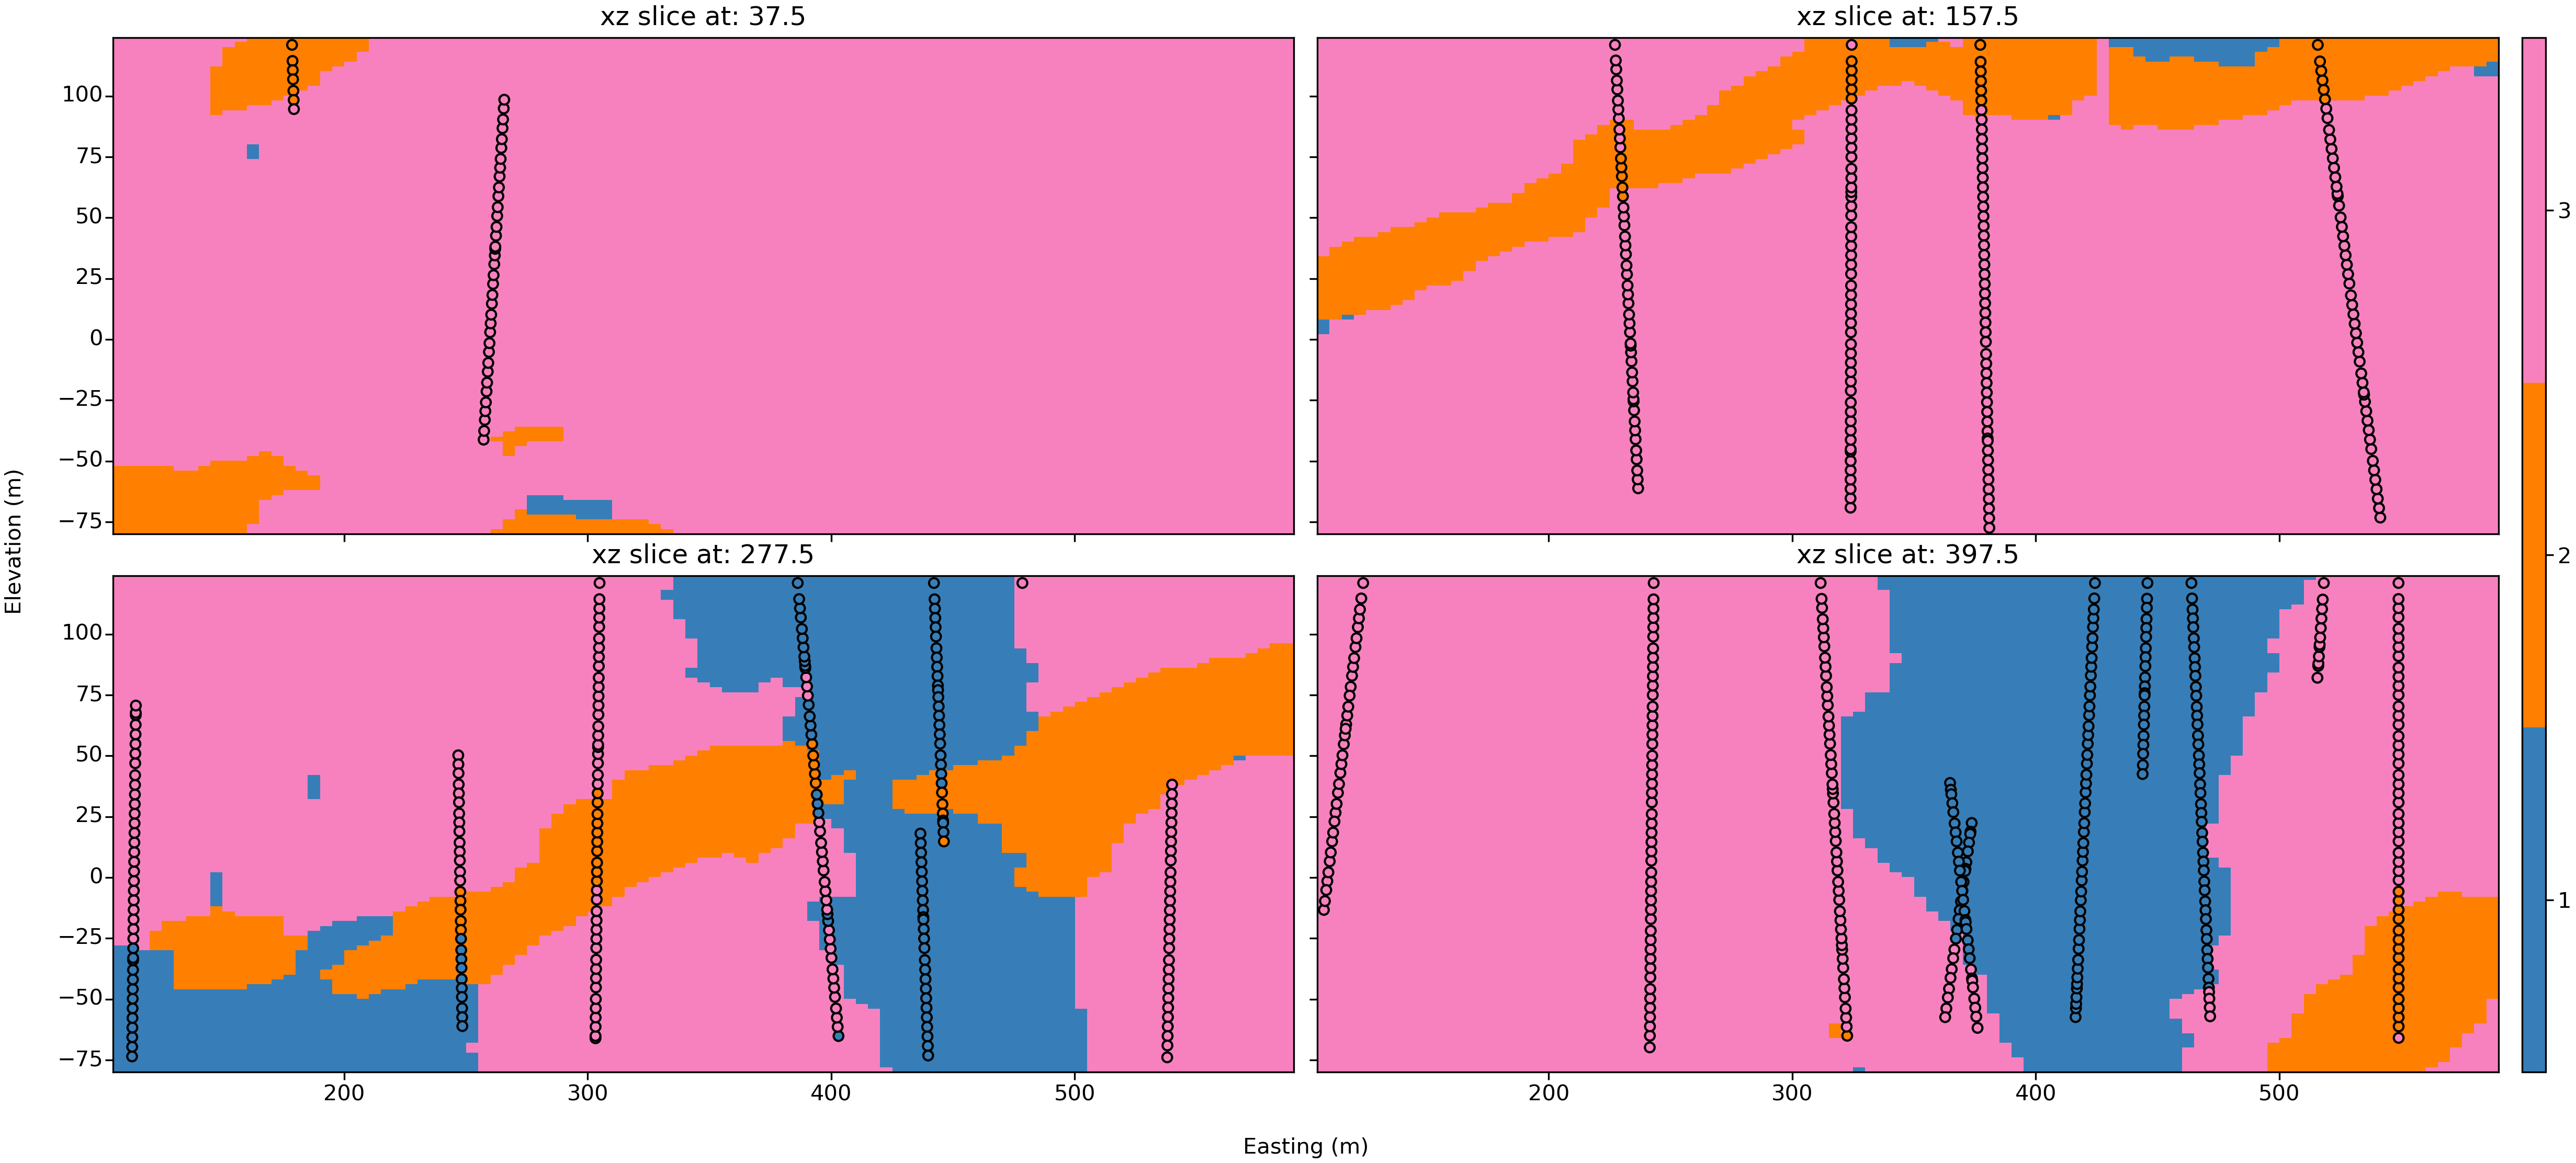 xz slice at: 37.5
xz slice at: 157.5
100
75
50
25
0
−25
−50
−75
3
2
1
Elevation (m)
xz slice at: 277.5
xz slice at: 397.5
100
75
50
25
0
−25
−50
−75
200 300 400 500
200 300 400 500
Easting (m)